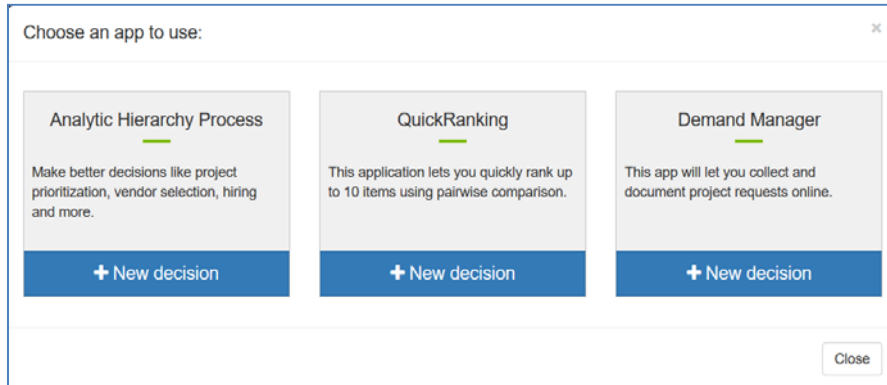 Choose an app to use:
×
Analytic Hierarchy Process
Make better decisions like project
prioritization, vendor selection, hiring
and more.
+ New decision
QuickRanking
This application lets you quickly rank up
to 10 items using pairwise comparison.
+ New decision
Demand Manager
This app will let you collect and
document project requests online.
+ New decision
Close